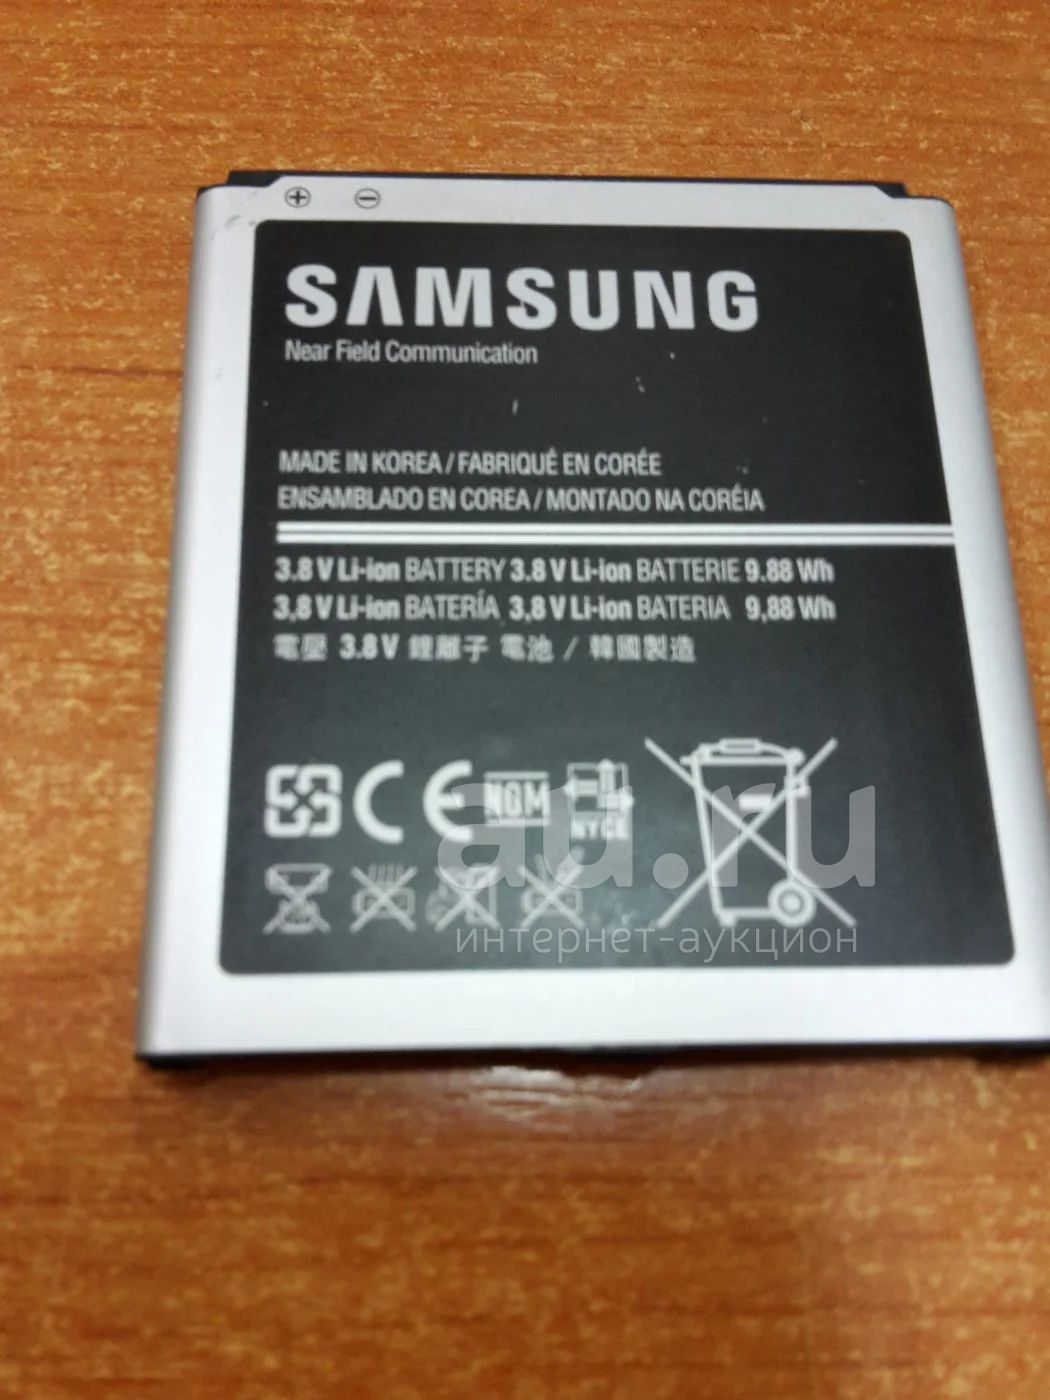 SAMSUNG
Near Field Communication
MADE IN KOREA / FABRIQUÉ EN CORÉE
ENSAMBLADO EN COREA / MONTADO NA CORÉIA
3.8 V Li-ion BATTERY 3.8 V Li-ion BATTERIE 9.88 Wh
3,8 V Li-ion BATERÍA 3,8 V Li-ion BATERIA 9,88 Wh
電壓 3.8 V 鋰離子 電池 / 韓國製造
CE NOM NYCE
au.ru
интернет-аукцион